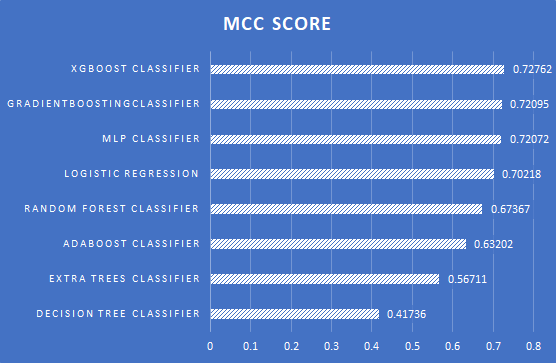 MCC SCORE
XGBOOST CLASSIFIER 0.72762
GRADIENTBOOSTINGCLASSIFIER 0.72095
MLP CLASSIFIER 0.72072
LOGISTIC REGRESSION 0.70218
RANDOM FOREST CLASSIFIER 0.67367
ADABOOST CLASSIFIER 0.63202
EXTRA TREES CLASSIFIER 0.56711
DECISION TREE CLASSIFIER 0.41736
0 0.1 0.2 0.3 0.4 0.5 0.6 0.7 0.8